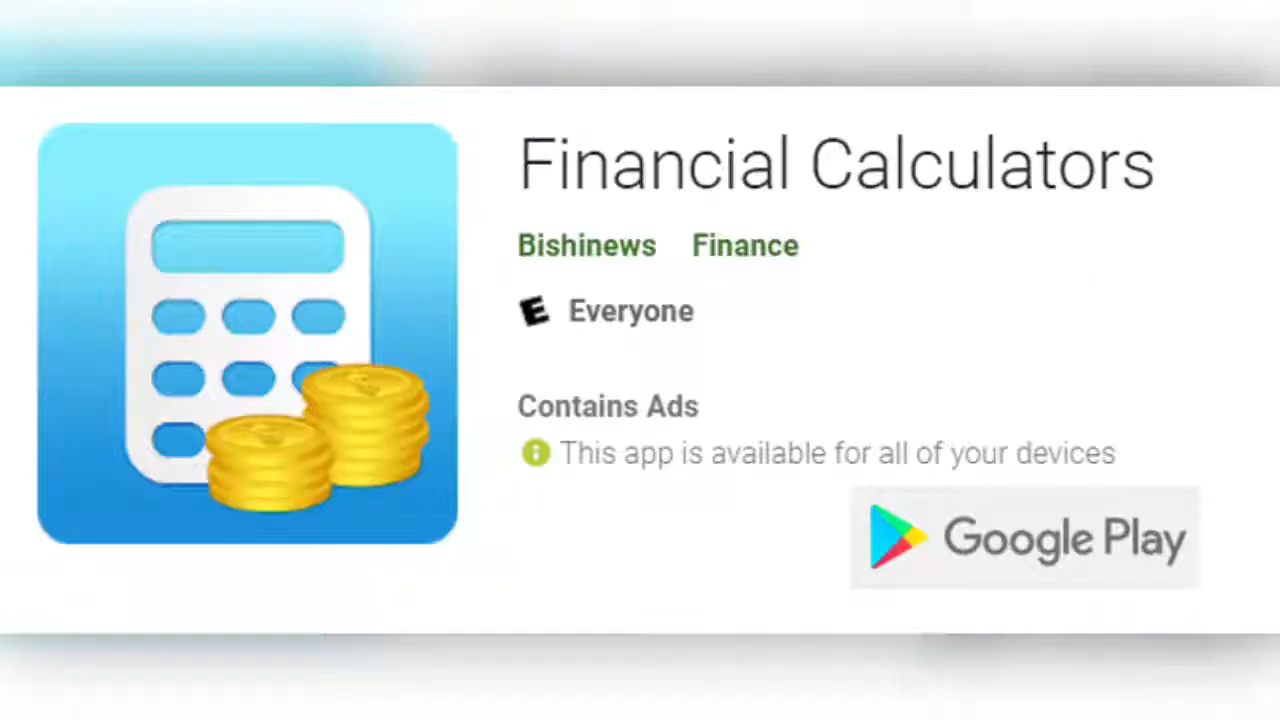 Financial Calculators
Bishinews Finance
E Everyone
Contains Ads
This app is available for all of your devices
Google Play